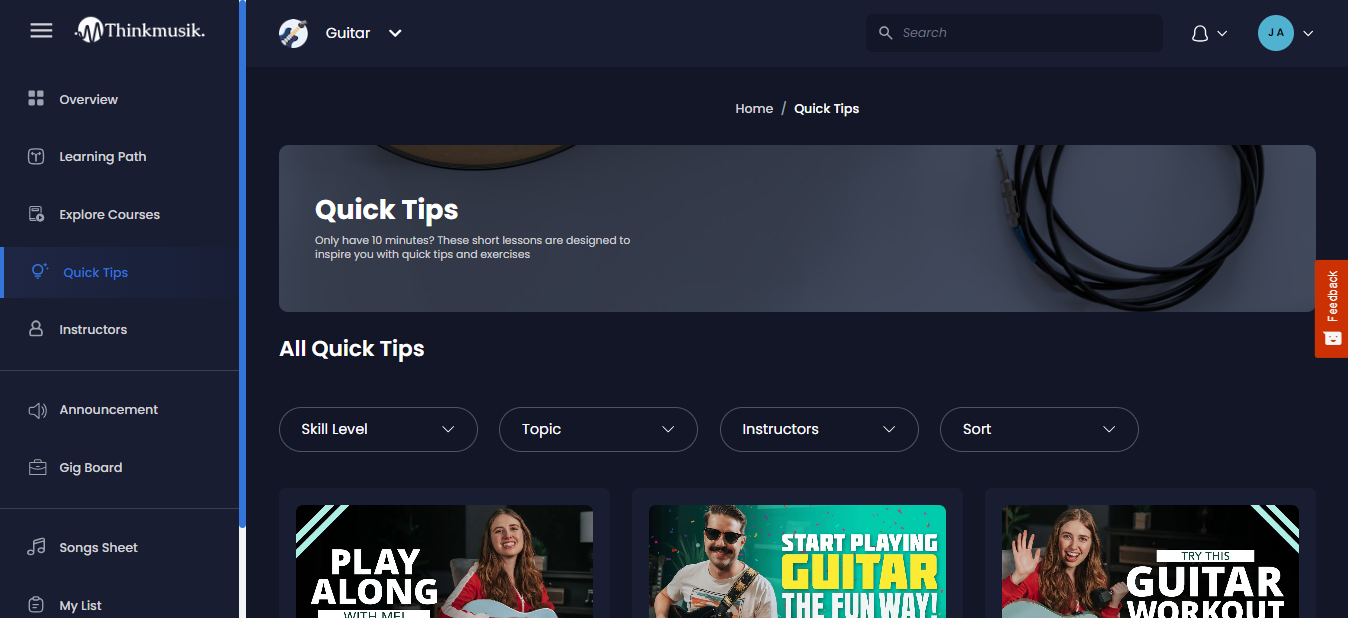 Thinkmusik.
Guitar
Search
J A
Overview
Learning Path
Explore Courses
Quick Tips
Instructors
Announcement
Gig Board
Songs Sheet
My List
Home / Quick Tips
Quick Tips
Only have 10 minutes? These short lessons are designed to
inspire you with quick tips and exercises
Feedback
All Quick Tips
Skill Level
Topic
Instructors
Sort
PLAY
ALONG
WITH ME!
START PLAYING
GUITAR
THE FUN WAY!
TRY THIS
GUITAR
WORKOUT